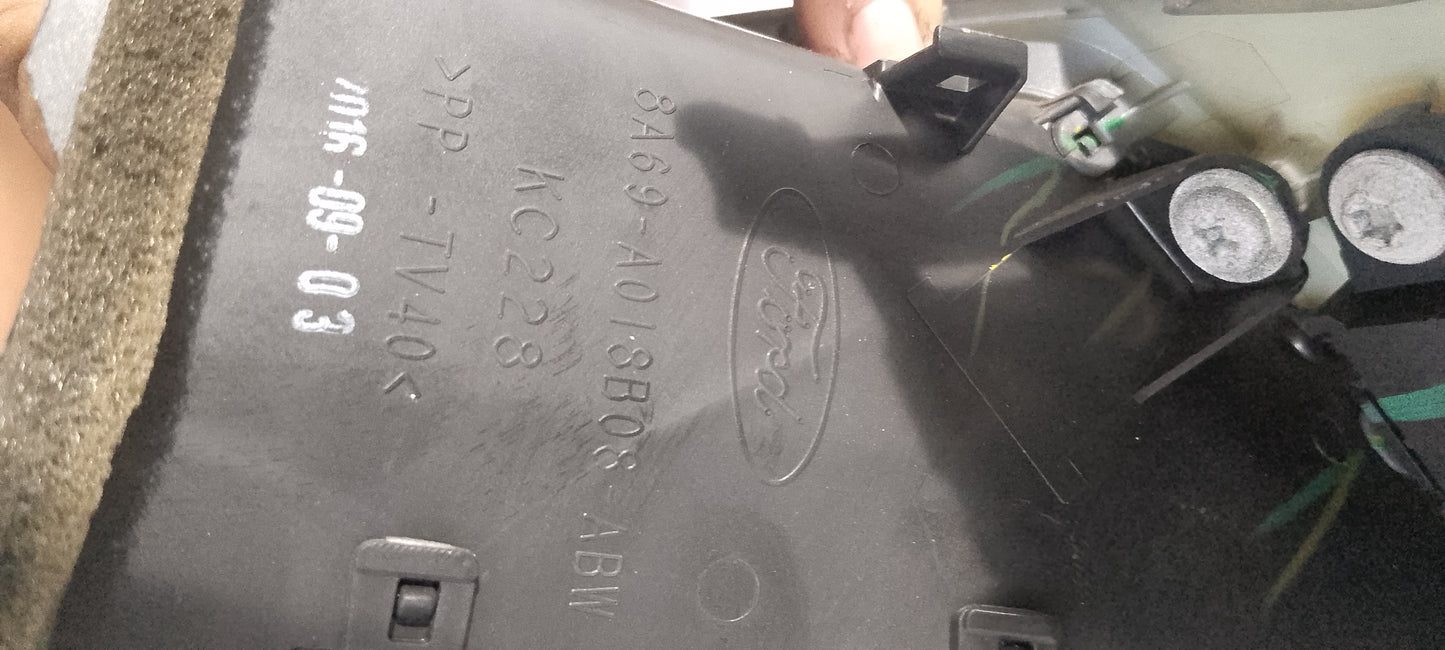 Ford
8A69-A018B08-ABW
KC228
>PP-TV40<
2016-09-03